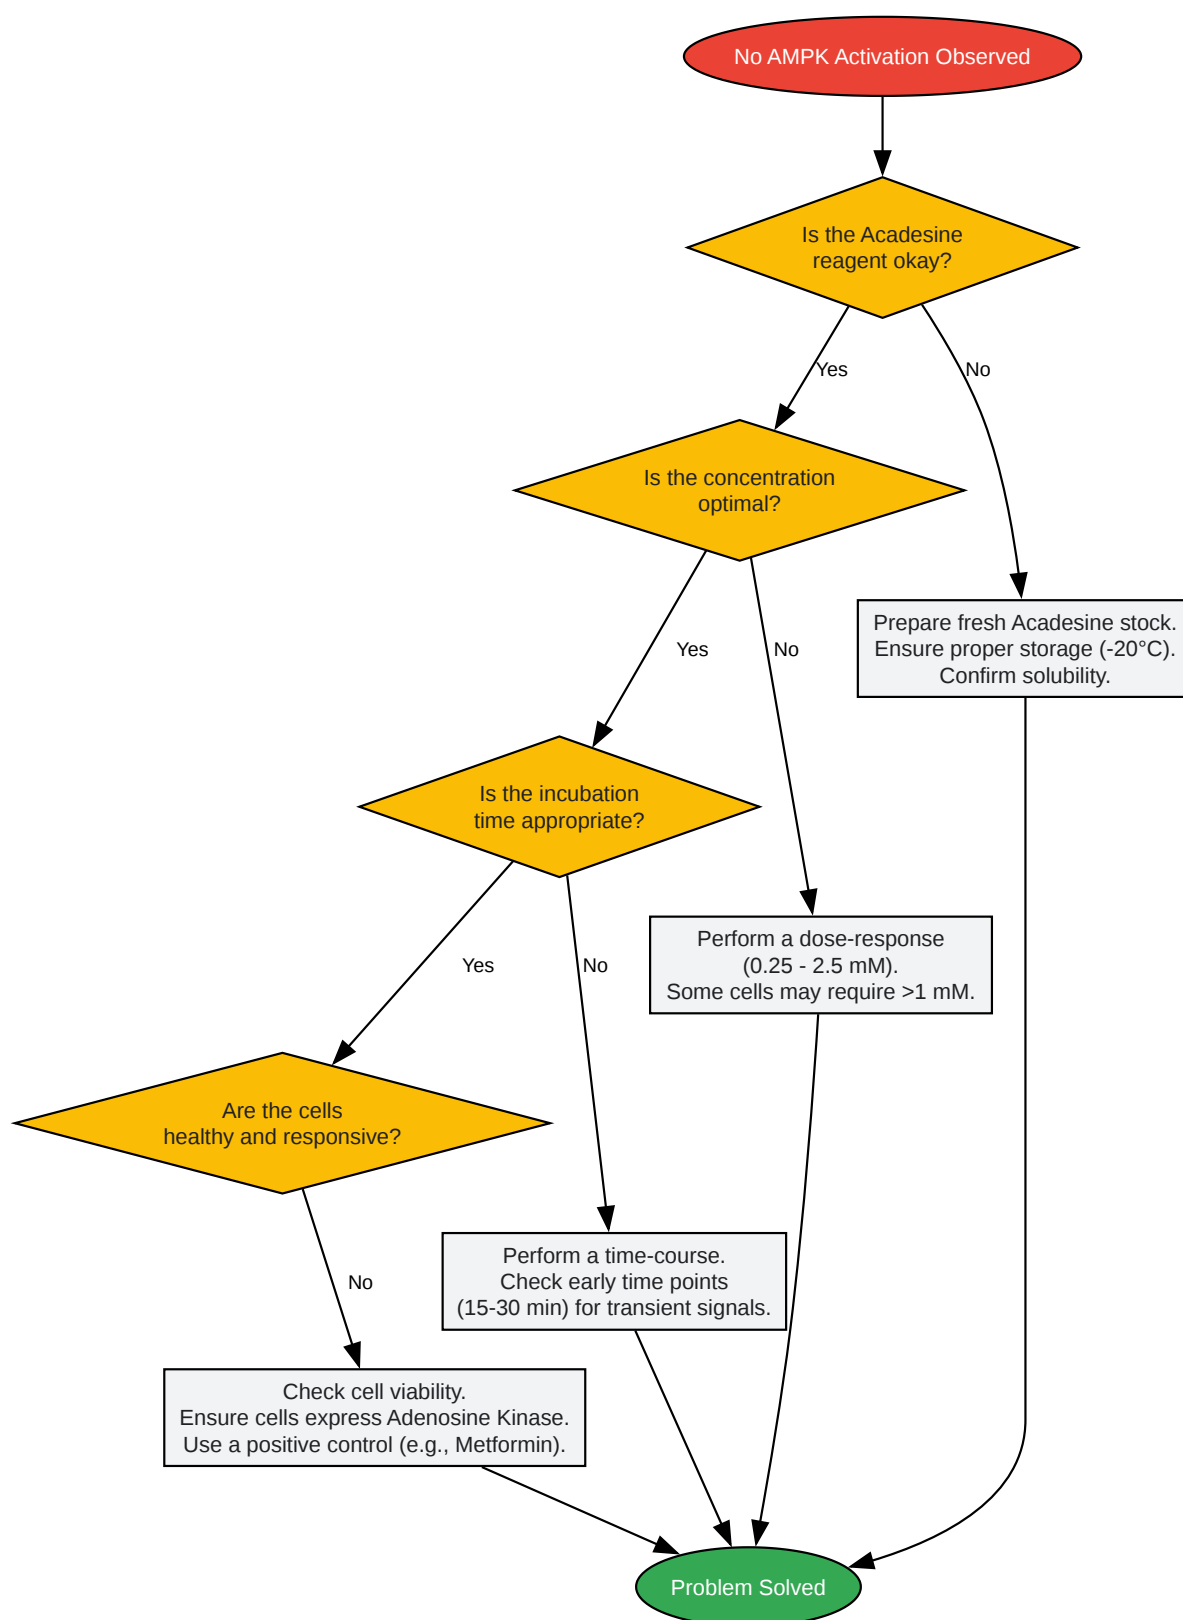 No AMPK Activation Observed
Is the Acadesine
reagent okay?
Yes
No
Is the concentration
optimal?
Yes
No
Prepare fresh Acadesine stock.
Ensure proper storage (-20°C).
Confirm solubility.
Is the incubation
time appropriate?
Yes
No
Perform a dose-response
(0.25 - 2.5 mM).
Some cells may require >1 mM.
Are the cells
healthy and responsive?
No
Perform a time-course.
Check early time points
(15-30 min) for transient signals.
Check cell viability.
Ensure cells express Adenosine Kinase.
Use a positive control (e.g., Metformin).
Problem Solved